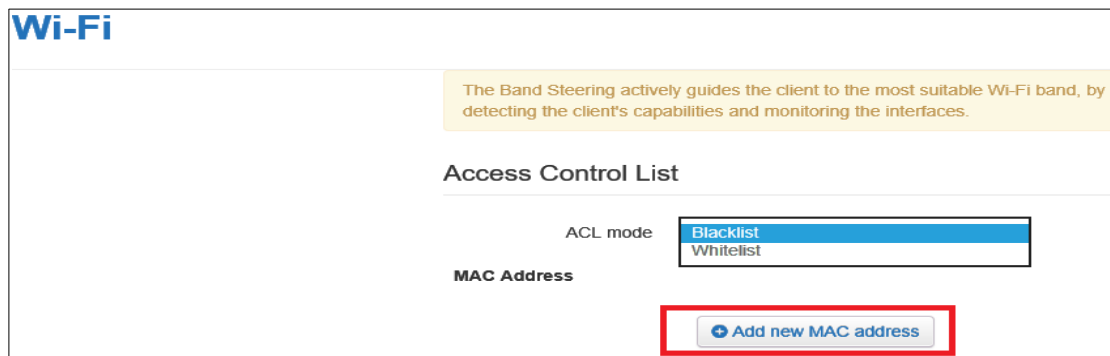 Wi-Fi
The Band Steering actively guides the client to the most suitable Wi-Fi band, by
detecting the client's capabilities and monitoring the interfaces.
Access Control List
ACL mode
Blacklist
Whitelist
MAC Address
Add new MAC address